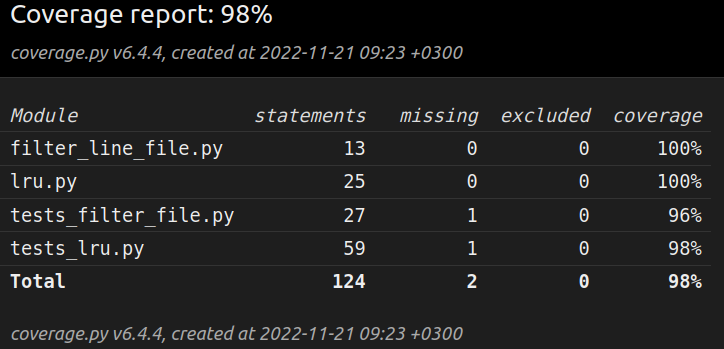 Coverage report: 98%
coverage.py v6.4.4, created at 2022-11-21 09:23 +0300
Module statements missing excluded coverage
filter_line_file.py 13 0 0 100%
lru.py 25 0 0 100%
tests_filter_file.py 27 1 0 96%
tests_lru.py 59 1 0 98%
Total 124 2 0 98%
coverage.py v6.4.4, created at 2022-11-21 09:23 +0300